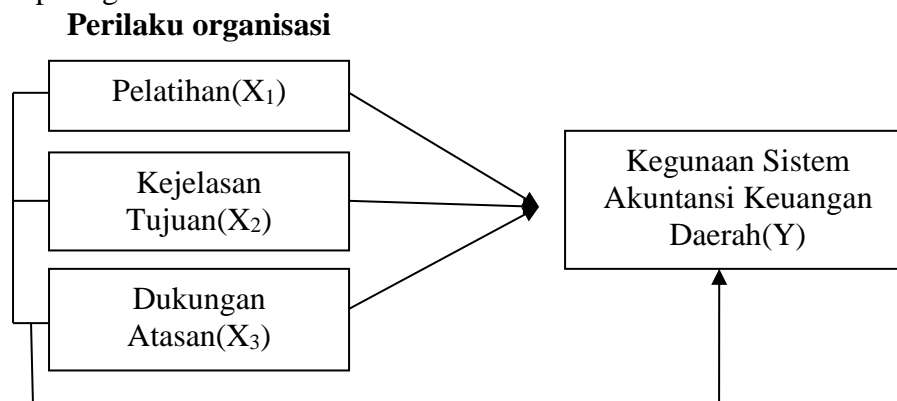 Perilaku organisasi
Pelatihan(X₁)
Kejelasan
Tujuan(X₂)
Dukungan
Atasan(X₃)
Kegunaan Sistem
Akuntansi Keuangan
Daerah(Y)